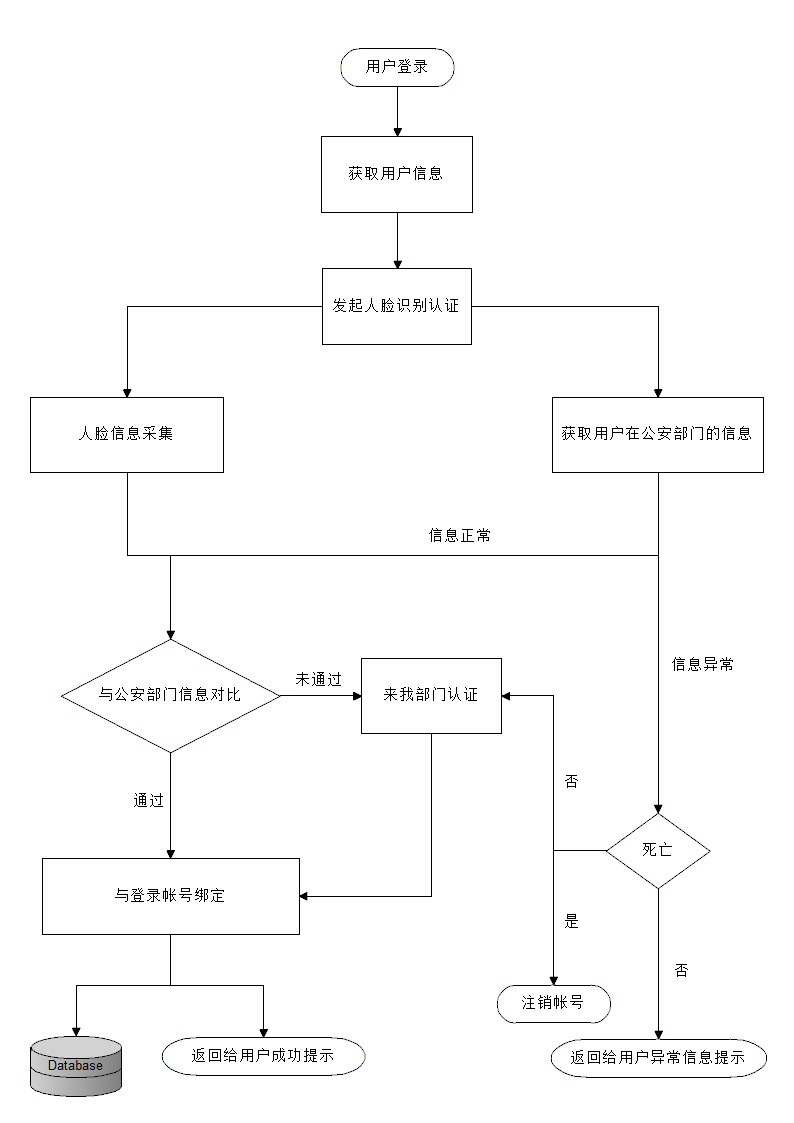 用户登录
获取用户信息
发起人脸识别认证
人脸信息采集
获取用户在公安部门的信息
信息正常
信息异常
与公安部门信息对比
未通过
来我部门认证
否
通过
死亡
与登录帐号绑定
是
否
注销帐号
Database
返回给用户成功提示
返回给用户异常信息提示